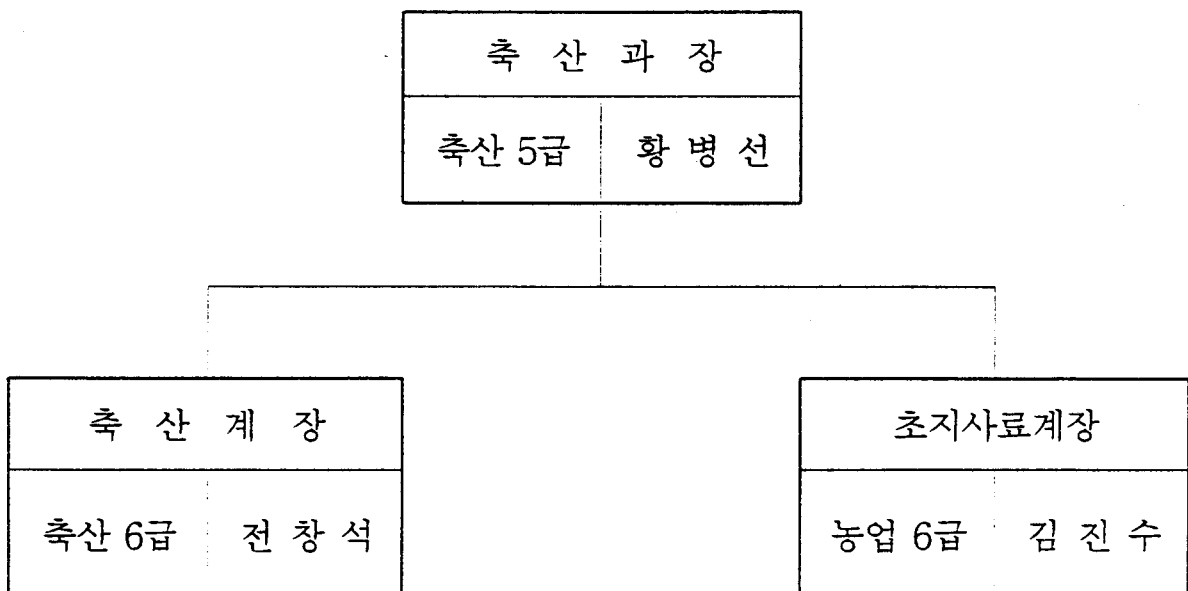 축 산 과 장
축산 5급 황 병 선
축 산 계 장
축산 6급 전 창 석
초지사료계장
농업 6급 김 진 수